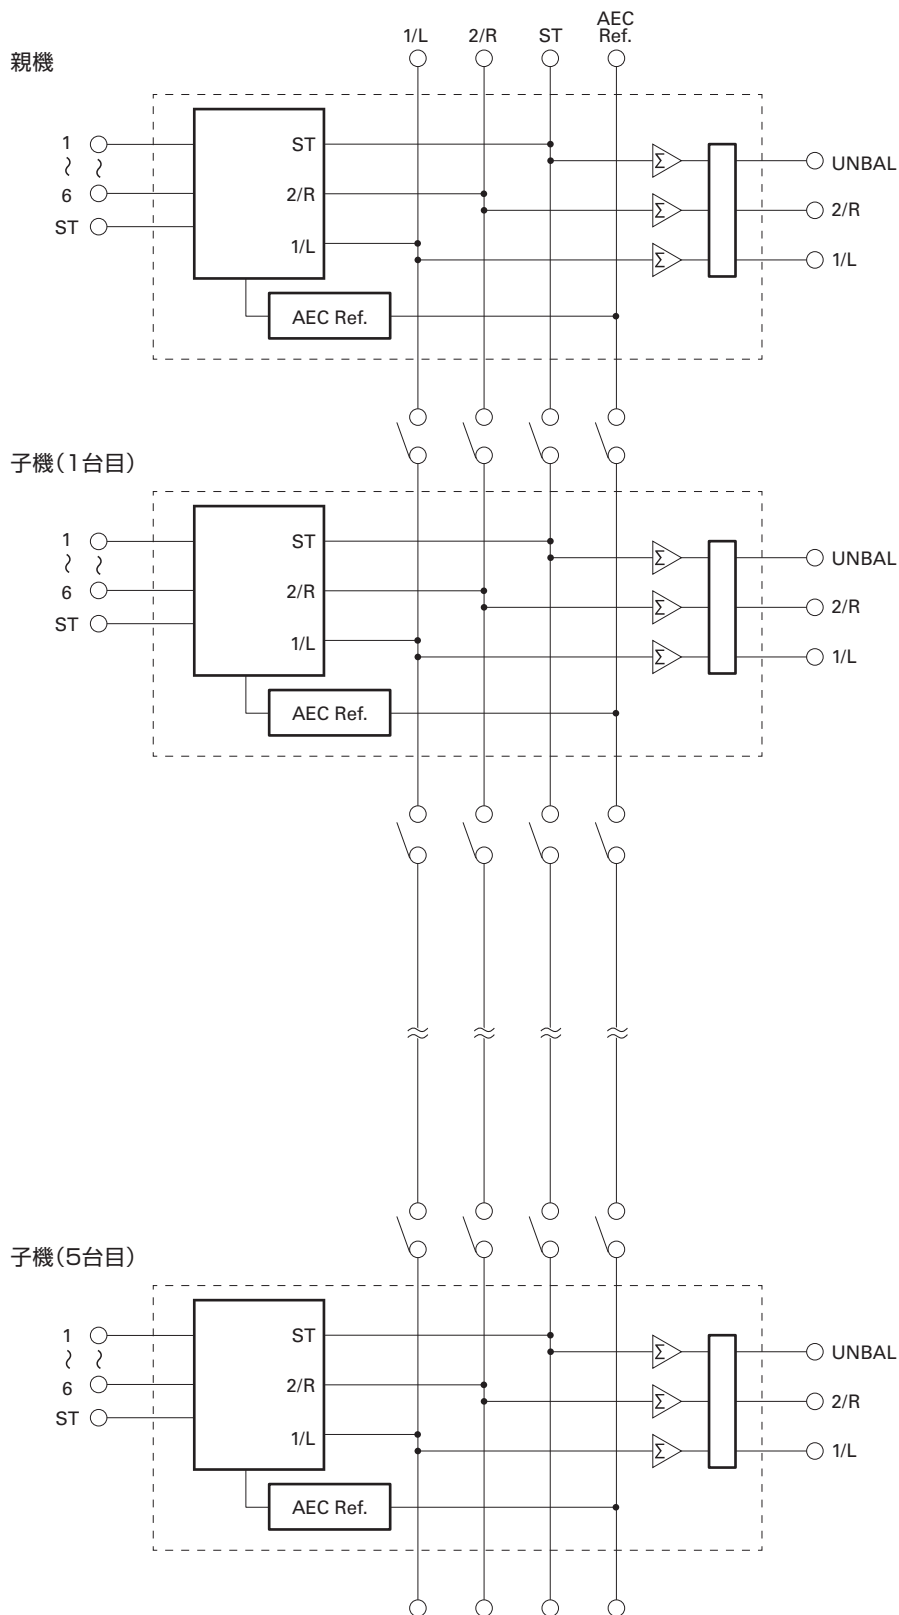 1/L 2/R ST AEC Ref.
親機
1
〜
6
ST
ST
2/R
1/L
AEC Ref.
Σ
Σ
Σ
UNBAL
2/R
1/L
子機(1台目)
1
〜
6
ST
ST
2/R
1/L
AEC Ref.
Σ
Σ
Σ
UNBAL
2/R
1/L
子機(5台目)
1
〜
6
ST
ST
2/R
1/L
AEC Ref.
Σ
Σ
Σ
UNBAL
2/R
1/L